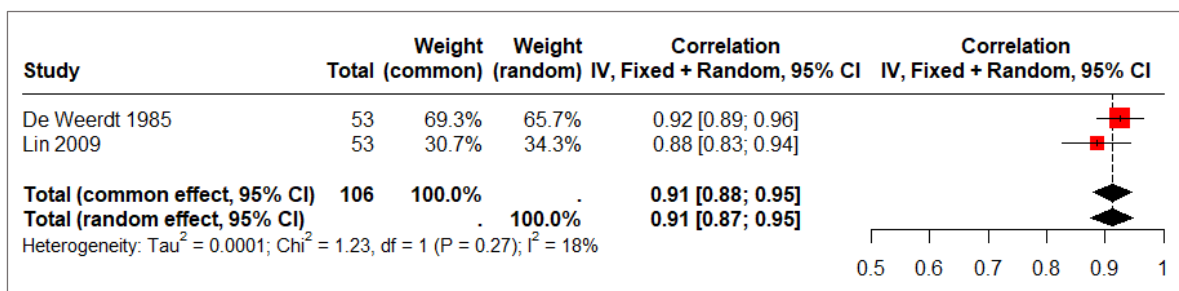 Weight Weight Correlation Correlation
Study Total (common) (random) IV, Fixed + Random, 95% CI IV, Fixed + Random, 95% CI
De Weerdt 1985 53 69.3% 65.7% 0.92 [0.89; 0.96]
Lin 2009 53 30.7% 34.3% 0.88 [0.83; 0.94]
Total (common effect, 95% CI) 106 100.0% . 0.91 [0.88; 0.95]
Total (random effect, 95% CI) . 100.0% 0.91 [0.87; 0.95]
Heterogeneity: Tau² = 0.0001; Chi² = 1.23, df = 1 (P = 0.27); I² = 18%
0.5 0.6 0.7 0.8 0.9 1